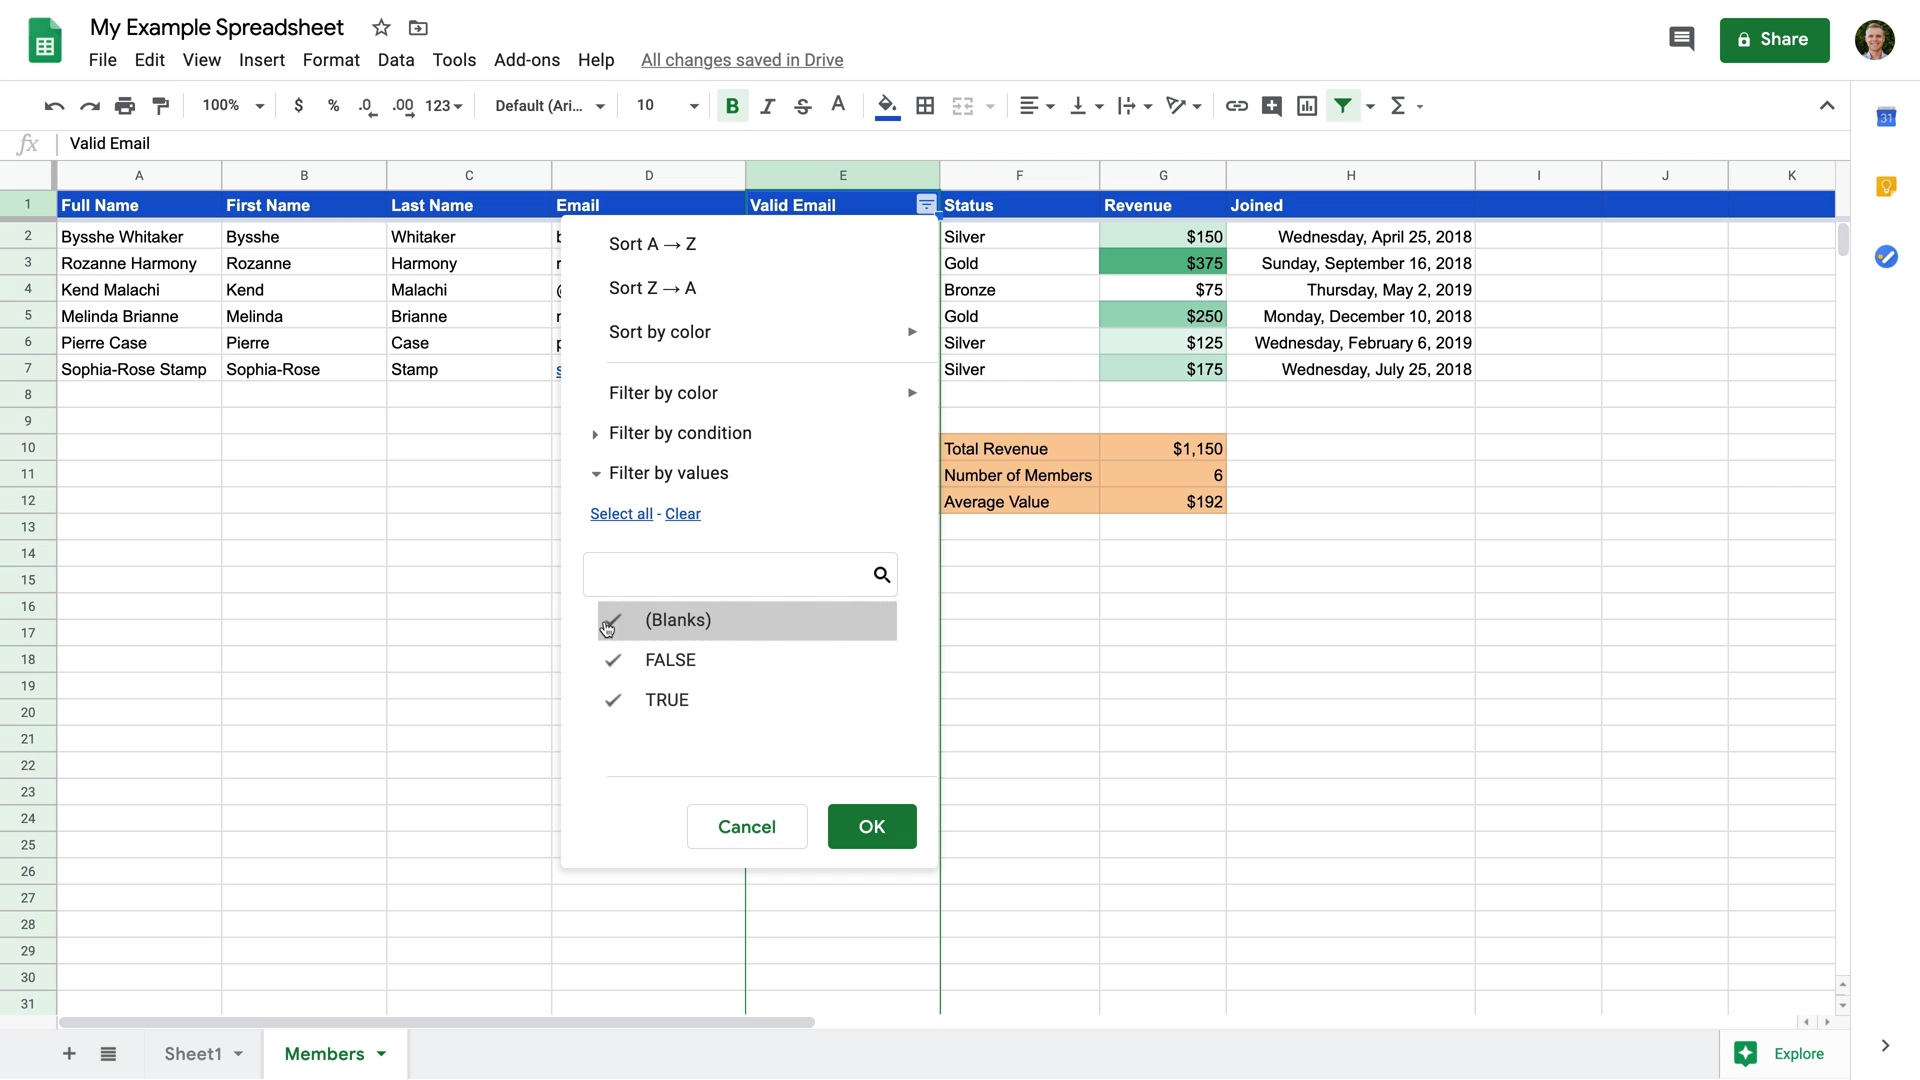 My Example Spreadsheet
File Edit View Insert Format Data Tools Add-ons Help All changes saved in Drive
Share
100% $ % .0 .00 123 Default (Ari... 10 B I S A Σ
31
fx Valid Email
A B C D E F G H I J K
1 Full Name First Name Last Name Email Valid Email Status Revenue Joined
2 Bysshe Whitaker Bysshe Whitaker Silver $150 Wednesday, April 25, 2018
3 Rozanne Harmony Rozanne Harmony Gold $375 Sunday, September 16, 2018
4 Kend Malachi Kend Malachi Bronze $75 Thursday, May 2, 2019
5 Melinda Brianne Melinda Brianne Gold $250 Monday, December 10, 2018
6 Pierre Case Pierre Case Silver $125 Wednesday, February 6, 2019
7 Sophia-Rose Stamp Sophia-Rose Stamp Silver $175 Wednesday, July 25, 2018
8
9
10 Total Revenue $1,150
11 Number of Members 6
12 Average Value $192
13
14
15
16
17
18
19
20
21
22
23
24
25
26
27
28
29
30
31
Sort A → Z
Sort Z → A
Sort by color
Filter by color
Filter by condition
Filter by values
Select all - Clear
(Blanks)
FALSE
TRUE
Cancel OK
Sheet1 Members Explore